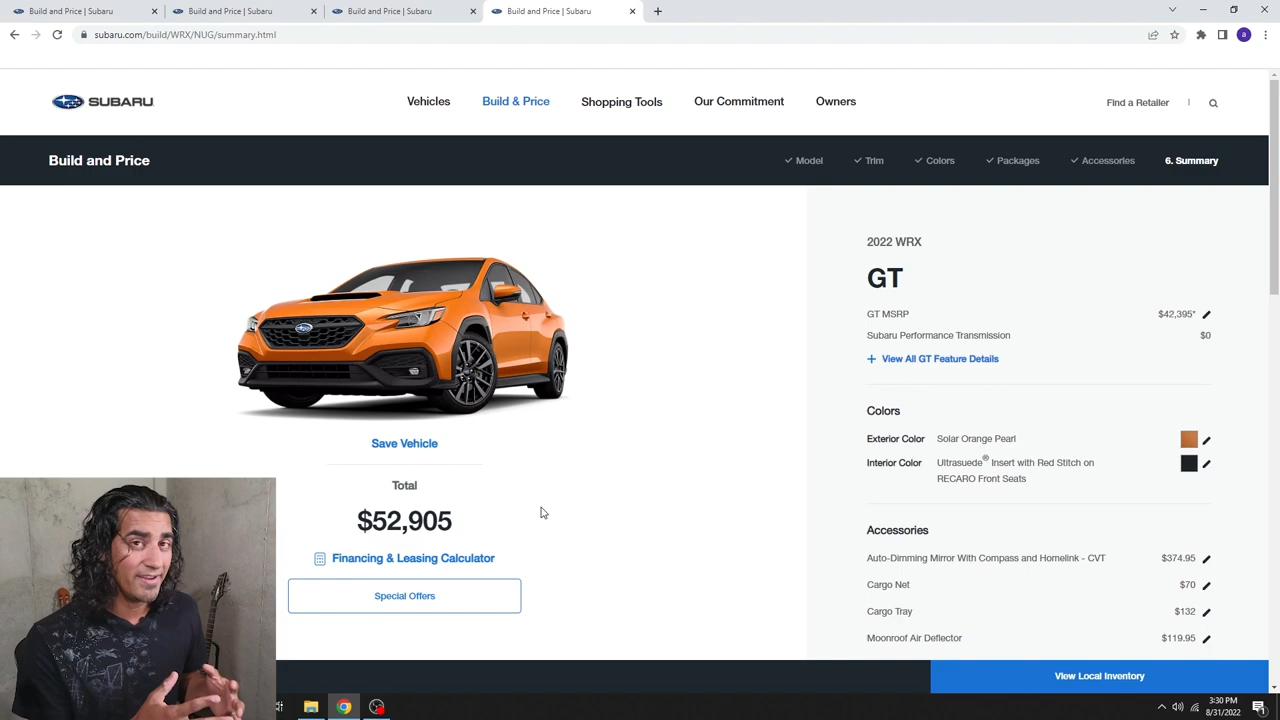 Build and Price | Subaru
Build and Price | Subaru
Build and Price | Subaru
Build and Price | Subaru
subaru.com/build/WRX/NUG/summary.html
a
SUBARU
Vehicles
Build & Price
Shopping Tools
Our Commitment
Owners
Find a Retailer
Build and Price
Model
Trim
Colors
Packages
Accessories
6. Summary
2022 WRX
GT
GT MSRP
$42,395*
Subaru Performance Transmission
$0
+ View All GT Feature Details
Colors
Exterior Color
Solar Orange Pearl
Interior Color
Ultrasuede® Insert with Red Stitch on
RECARO Front Seats
Save Vehicle
Total
$52,905
Financing & Leasing Calculator
Special Offers
Accessories
Auto-Dimming Mirror With Compass and Homelink - CVT
$374.95
Cargo Net
$70
Cargo Tray
$132
Moonroof Air Deflector
$119.95
View Local Inventory
3:30 PM
8/31/2022
1